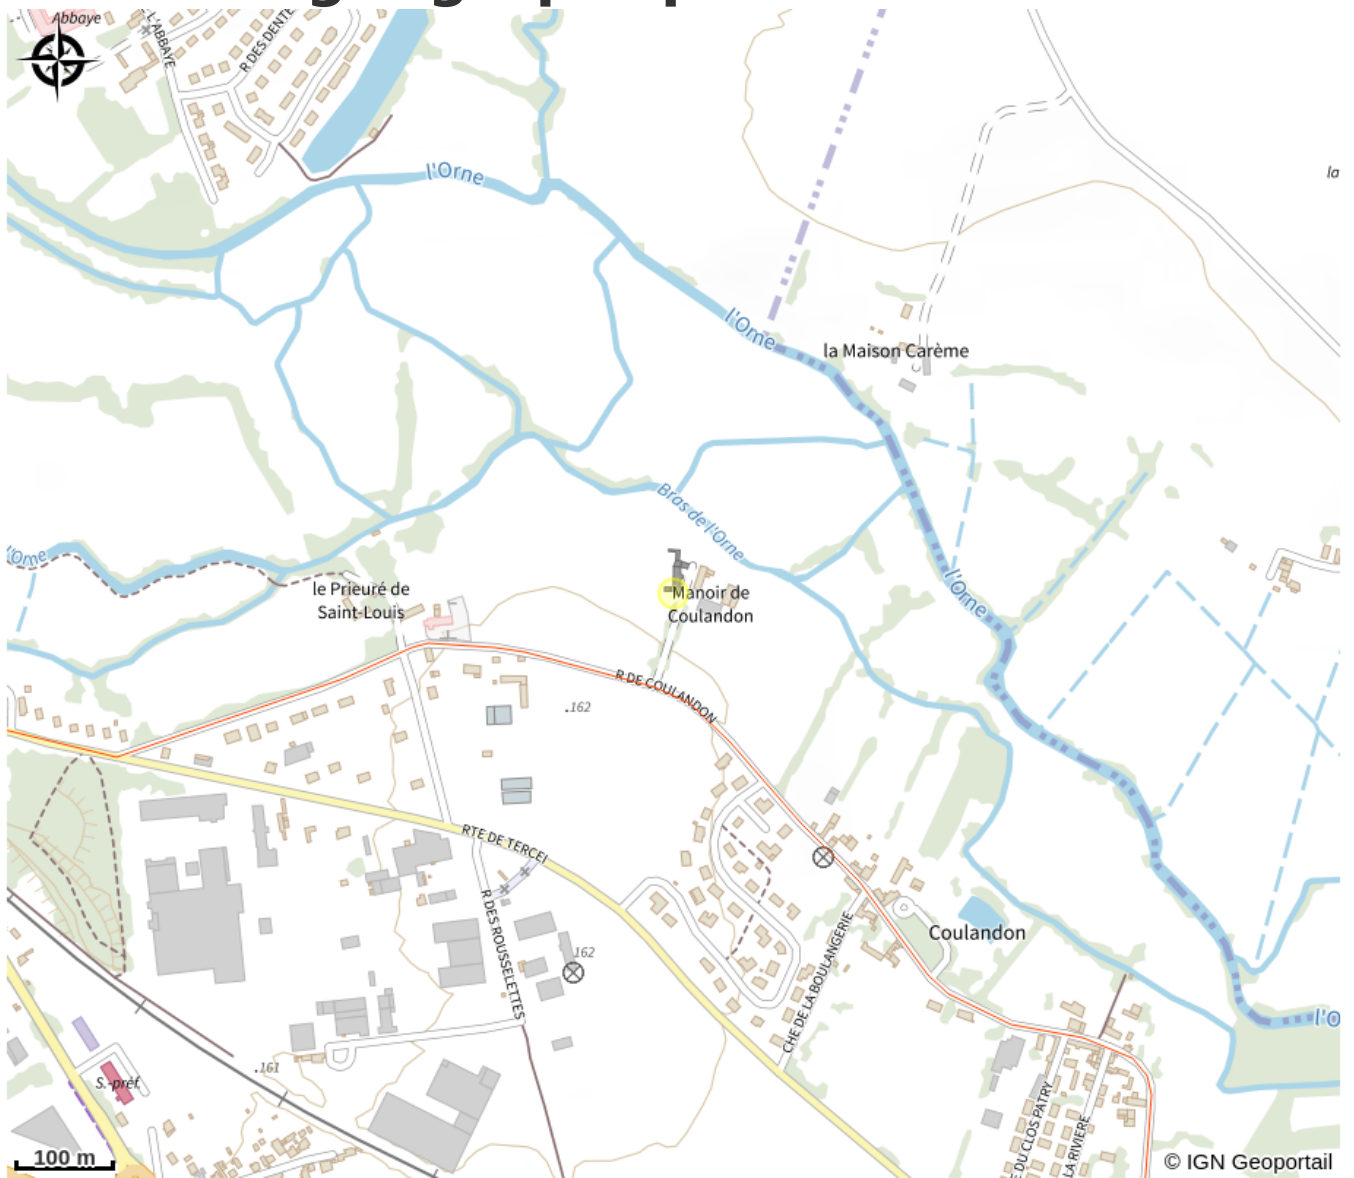 Abbaye
L'ABBAYE
R DES DENTE
l'Orne
la
l'Orne
la Maison Carème
Bras de l'Orne
l'Orne
le Prieuré de
Saint-Louis
Manoir de
Coulandon
l'Orne
R DE COULANDON
.162
RTE DE TERCEI
R DES ROUSSELETTES
162
CHE DE LA BOULANGERIE
Coulandon
l'O
.161
S.-préf.
E DU CLOS PATRY
LA RIVIERE
100 m
© IGN Geoportail